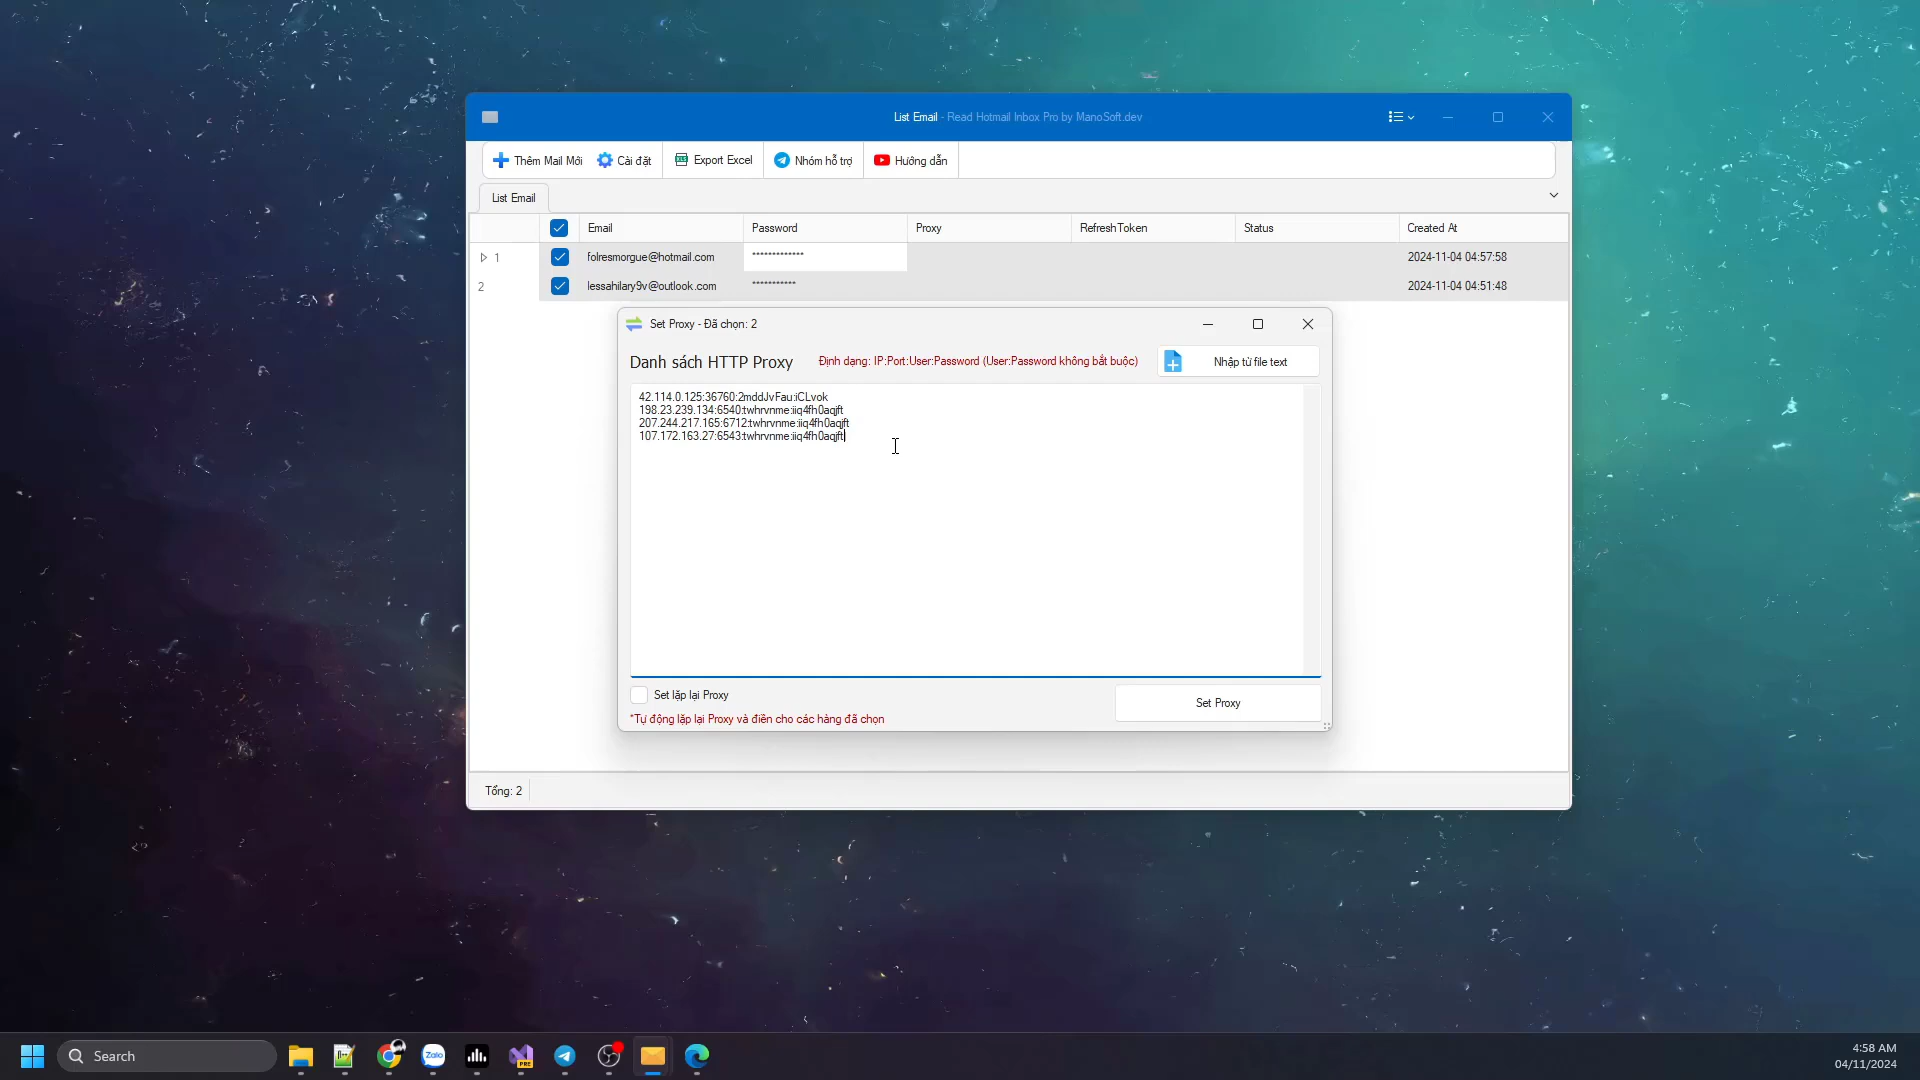 List Email - Read Hotmail Inbox Pro by ManoSoft.dev
Thêm Mail Mới Cài đặt Export Excel Nhóm hỗ trợ Hướng dẫn
List Email
Email Password Proxy RefreshToken Status Created At
1 folresmorgue@hotmail.com ************* 2024-11-04 04:57:58
2 lessahilary9v@outlook.com *********** 2024-11-04 04:51:48
Set Proxy - Đã chọn: 2
Danh sách HTTP Proxy Định dạng: IP:Port:User:Password (User:Password không bắt buộc) Nhập từ file text
42.114.0.125:36760:2mddJvFau:iCLvok
198.23.239.134:6540:twhrvnme:iiq4fh0aqjft
207.244.217.165:6712:twhrvnme:iiq4fh0aqjft
107.172.163.27:6543:twhrvnme:iiq4fh0aqjft
Set lặp lại Proxy
Set Proxy
*Tự động lặp lại Proxy và điền cho các hàng đã chọn
Tổng: 2
Search
Zalo
PRE
4:58 AM
04/11/2024